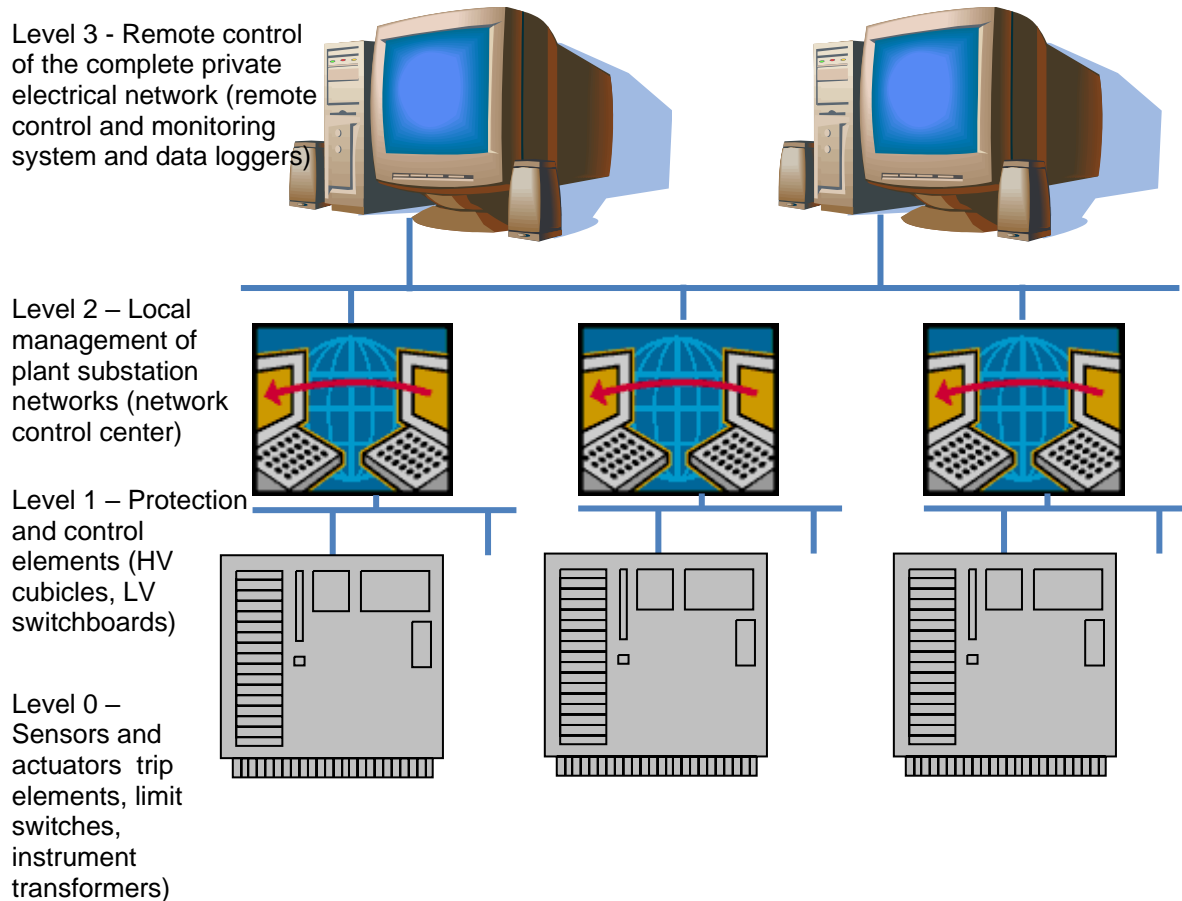 Level 3 - Remote control
of the complete private
electrical network (remote
control and monitoring
system and data loggers)
Level 2 – Local
management of
plant substation
networks (network
control center)
Level 1 – Protection
and control
elements (HV
cubicles, LV
switchboards)
Level 0 –
Sensors and
actuators  trip
elements, limit
switches,
instrument
transformers)